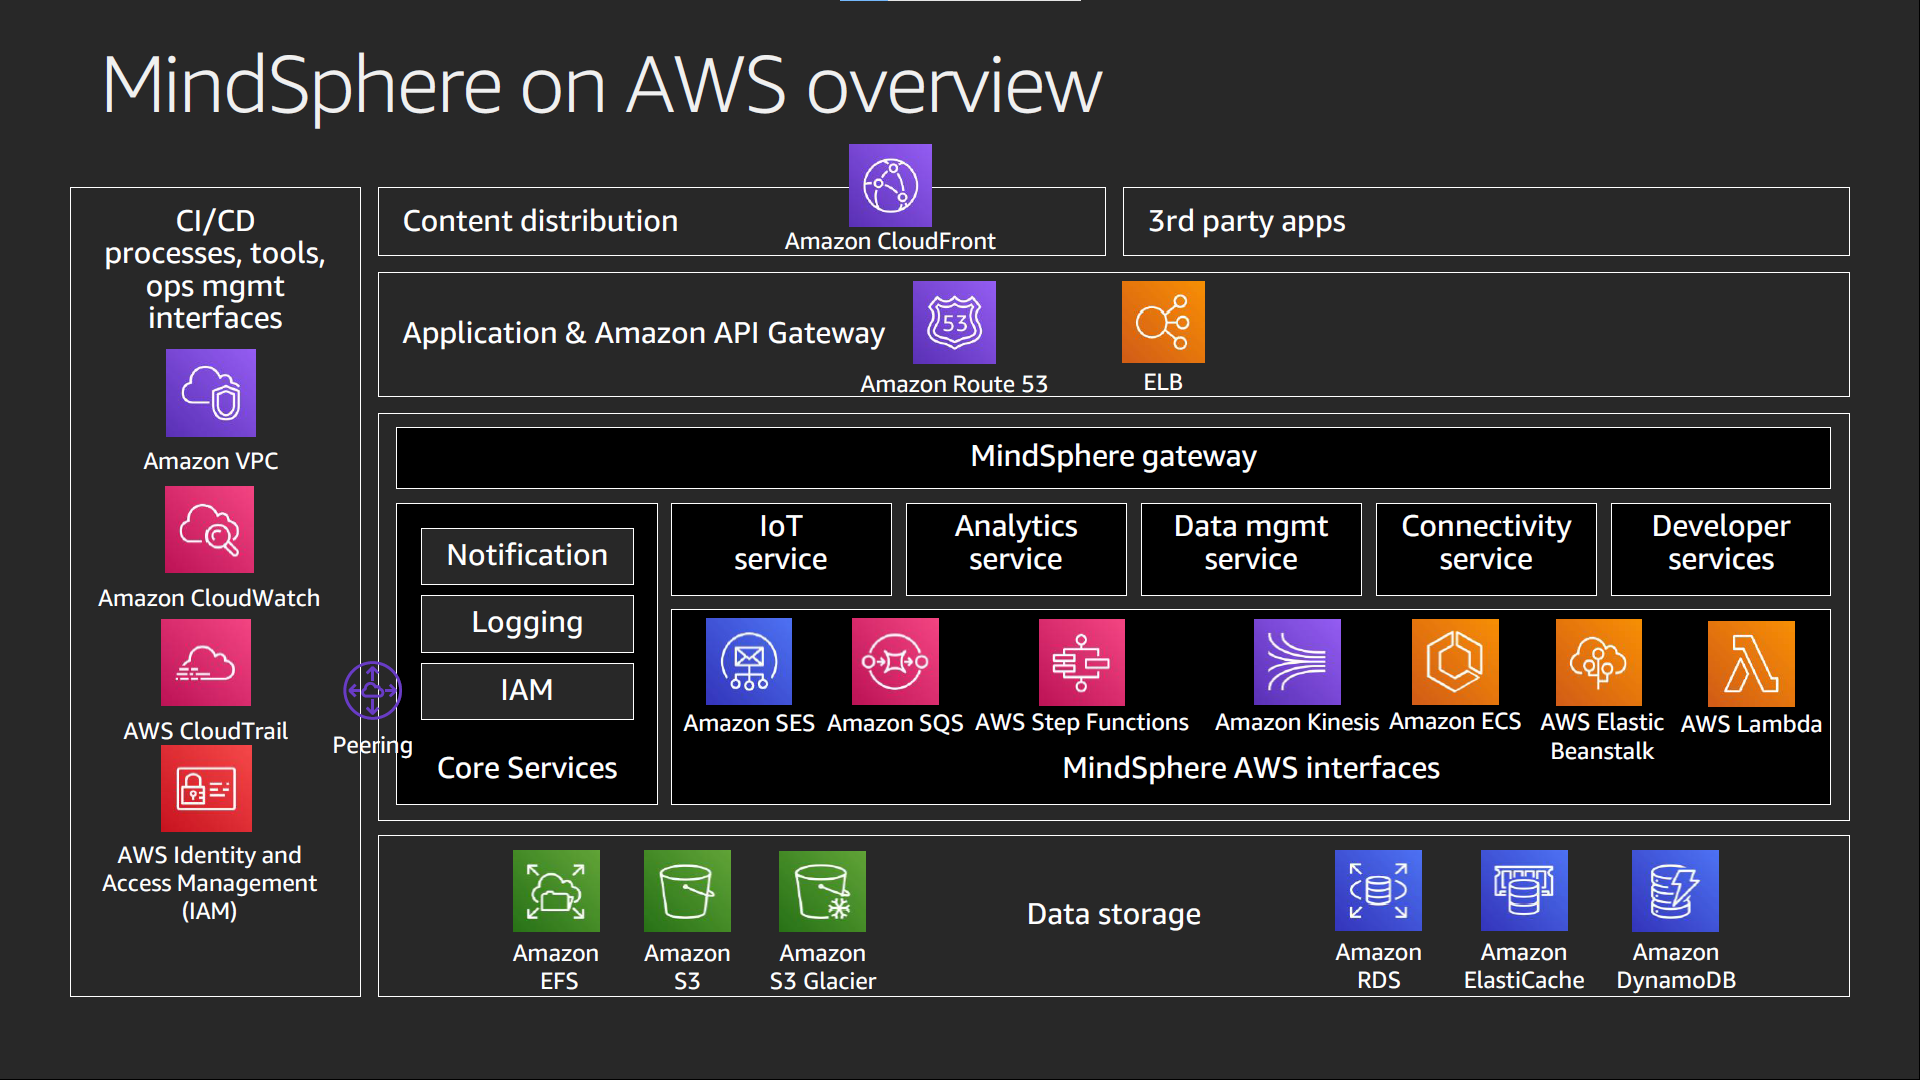 MindSphere on AWS overview
CI/CD
processes, tools,
ops mgmt
interfaces
Amazon VPC
Amazon CloudWatch
AWS CloudTrail
AWS Identity and
Access Management
(IAM)
Peering
Content distribution
Amazon CloudFront
3rd party apps
Application & Amazon API Gateway
53
Amazon Route 53
ELB
MindSphere gateway
Notification
Logging
IAM
Core Services
IoT
service
Analytics
service
Data mgmt
service
Connectivity
service
Developer
services
Amazon SES
Amazon SQS
AWS Step Functions
Amazon Kinesis
Amazon ECS
AWS Elastic
Beanstalk
AWS Lambda
MindSphere AWS interfaces
Amazon
EFS
Amazon
S3
Amazon
S3 Glacier
Data storage
Amazon
RDS
Amazon
ElastiCache
Amazon
DynamoDB